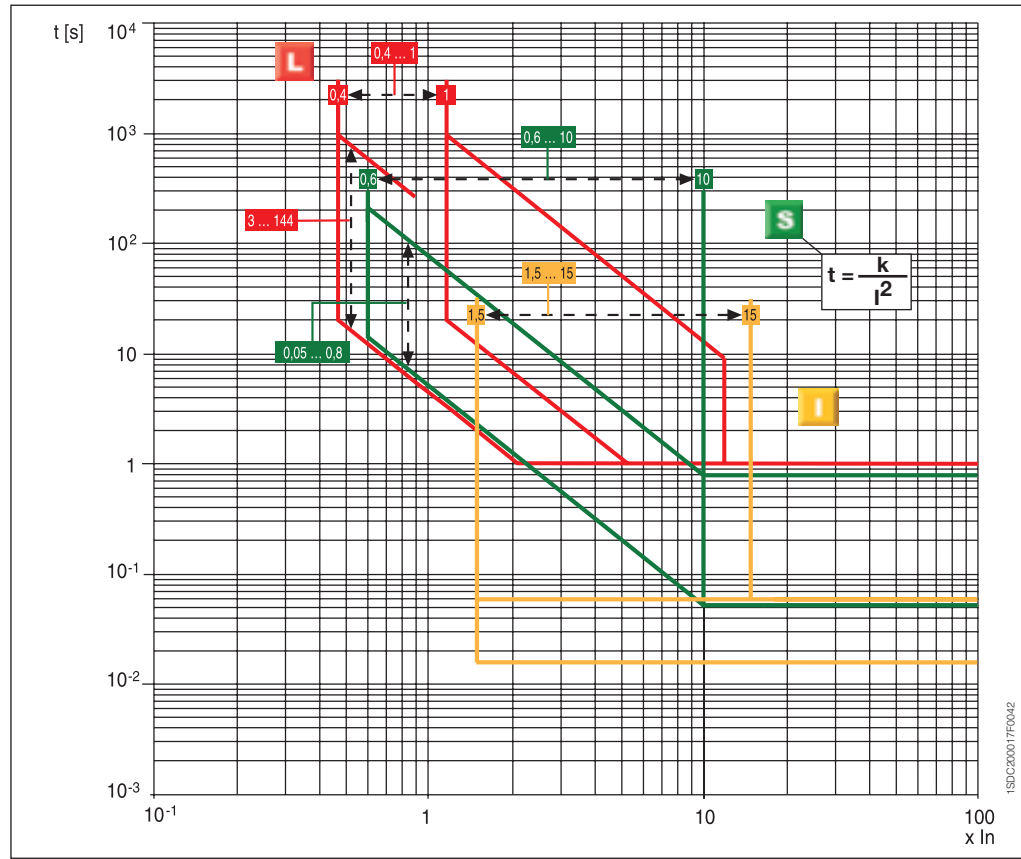 t [s]
10⁴
10³
10²
10
1
10⁻¹
10⁻²
10⁻³
L
0,4 ... 1
0,4
1
0,6 ... 10
0,6
10
3 ... 144
S
t = k / I²
1,5 ... 15
1,5
15
0,05 ... 0,8
I
10⁻¹
1
10
100
x In
1SDC200017F0042